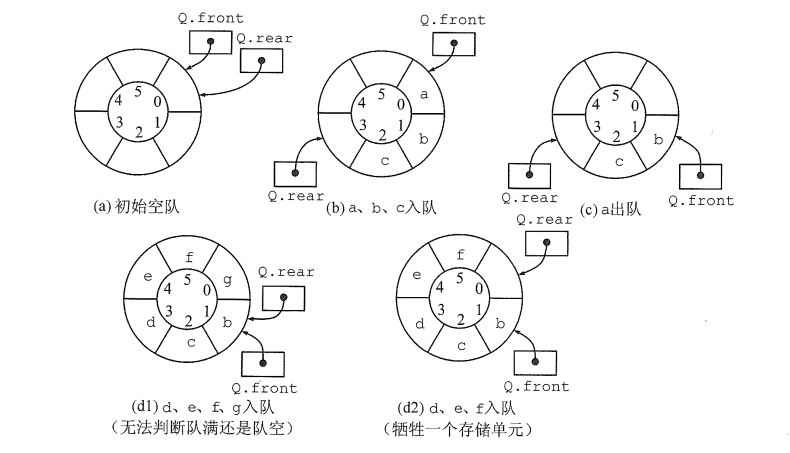 Q.front
Q.rear
5
4 0
3 1
2
(a) 初始空队
Q.front
a
5
4 0
3 1
2
b
c
Q.rear
(b) a、b、c入队
5
4 0
3 1
2
b
c
Q.rear
Q.front
(c) a出队
f
e g
5
4 0
3 1
2
d b
c
Q.rear
Q.front
(d1) d、e、f、g入队
(无法判断队满还是队空)
Q.rear
f
e
5
4 0
3 1
2
d b
c
Q.front
(d2) d、e、f入队
(牺牲一个存储单元)